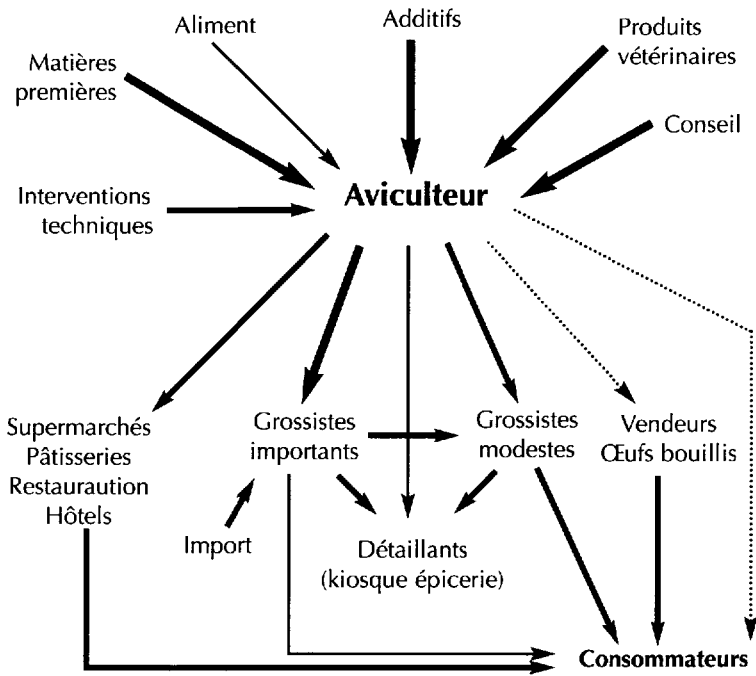 Aliment
Additifs
Produits
vétérinaires
Matières
premières
Conseil
Interventions
techniques
Aviculteur
Supermarchés
Pâtisseries
Restauraution
Hôtels
Grossistes
importants
Grossistes
modestes
Vendeurs
Œufs bouillis
Import
Détaillants
(kiosque épicerie)
Consommateurs